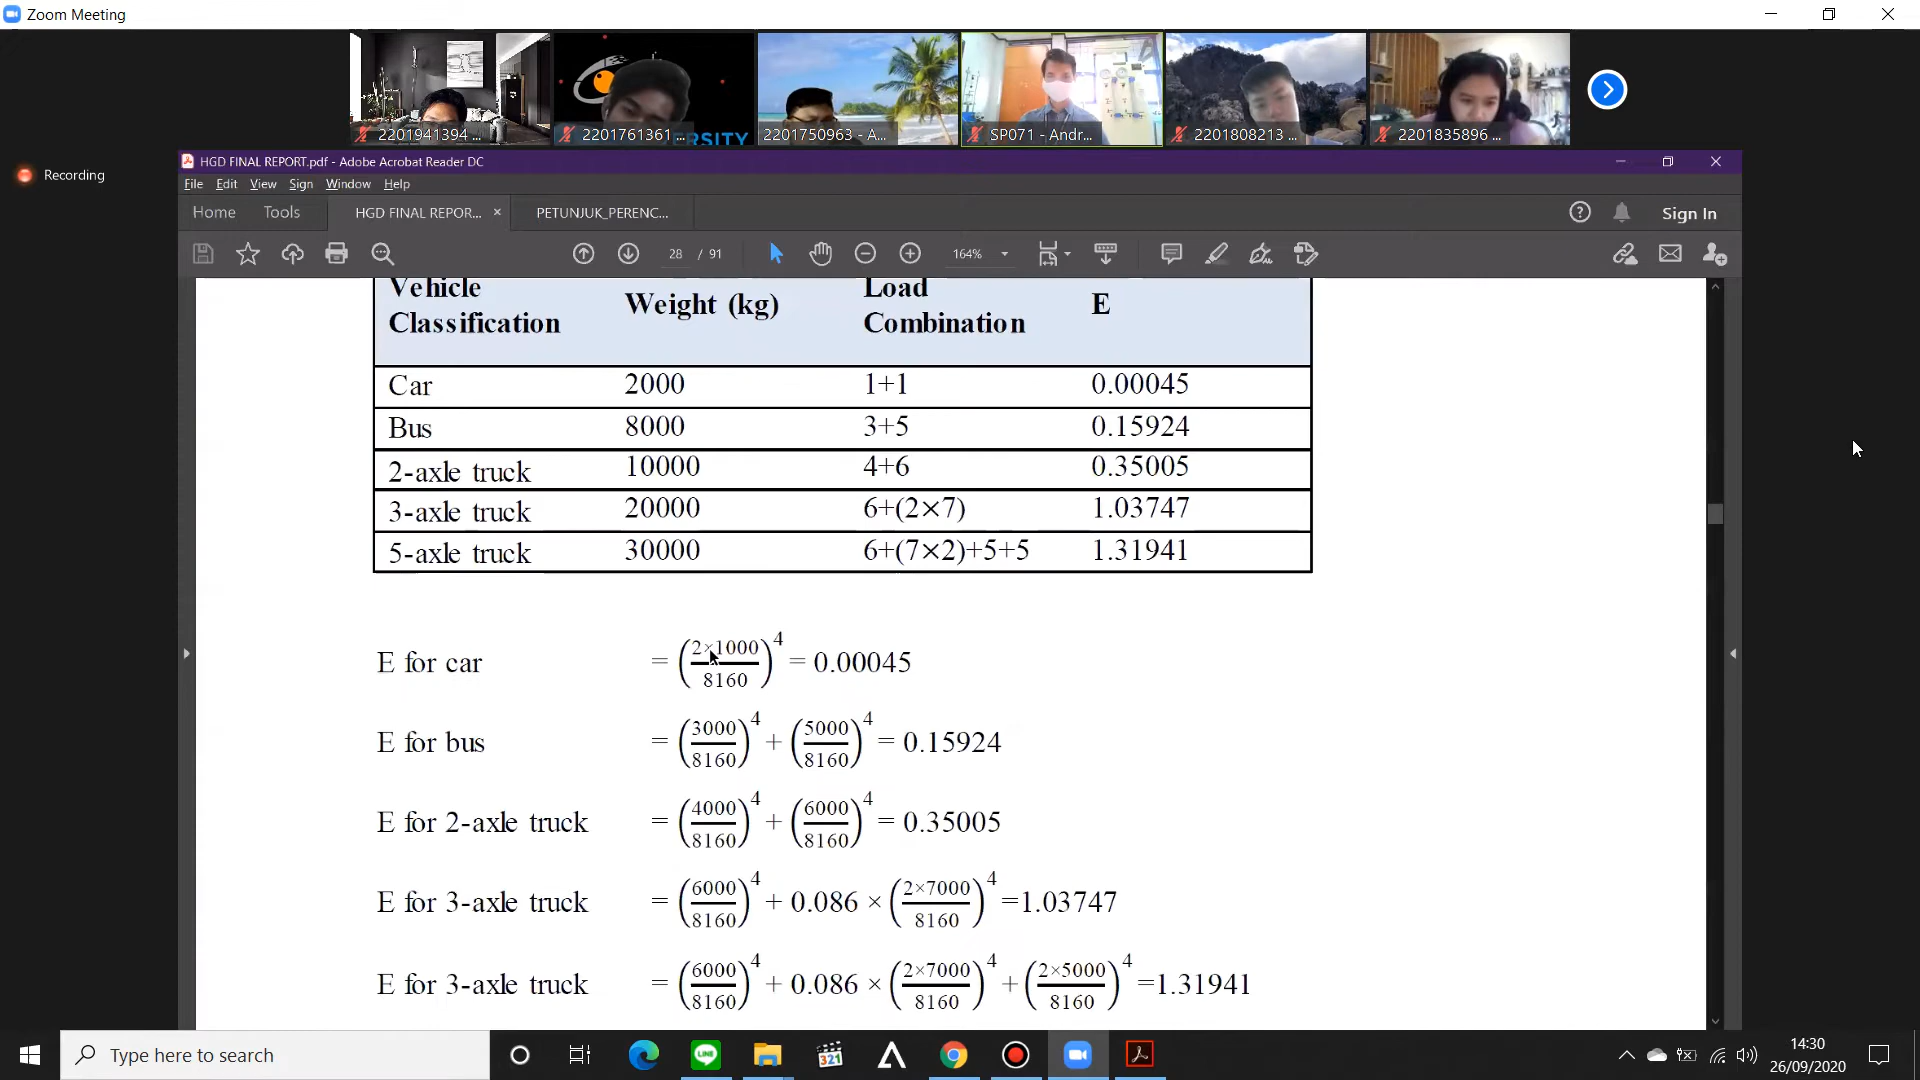 Zoom Meeting
2201941394 ...
2201761361 ...
RSITY
2201750963 - A...
SP071 - Andr...
2201808213 ...
2201835896 ...
Recording
HGD FINAL REPORT.pdf - Adobe Acrobat Reader DC
File Edit View Sign Window Help
Home Tools HGD FINAL REPOR... × PETUNJUK_PERENC... Sign In
28 / 91 164%
Vehicle Classification Weight (kg) Load Combination E
Car 2000 1+1 0.00045
Bus 8000 3+5 0.15924
2-axle truck 10000 4+6 0.35005
3-axle truck 20000 6+(2×7) 1.03747
5-axle truck 30000 6+(7×2)+5+5 1.31941
E for car = (2×1000/8160)^4 = 0.00045
E for bus = (3000/8160)^4 + (5000/8160)^4 = 0.15924
E for 2-axle truck = (4000/8160)^4 + (6000/8160)^4 = 0.35005
E for 3-axle truck = (6000/8160)^4 + 0.086 × (2×7000/8160)^4 =1.03747
E for 3-axle truck = (6000/8160)^4 + 0.086 × (2×7000/8160)^4 + (2×5000/8160)^4 =1.31941
Type here to search
321
14:30
26/09/2020